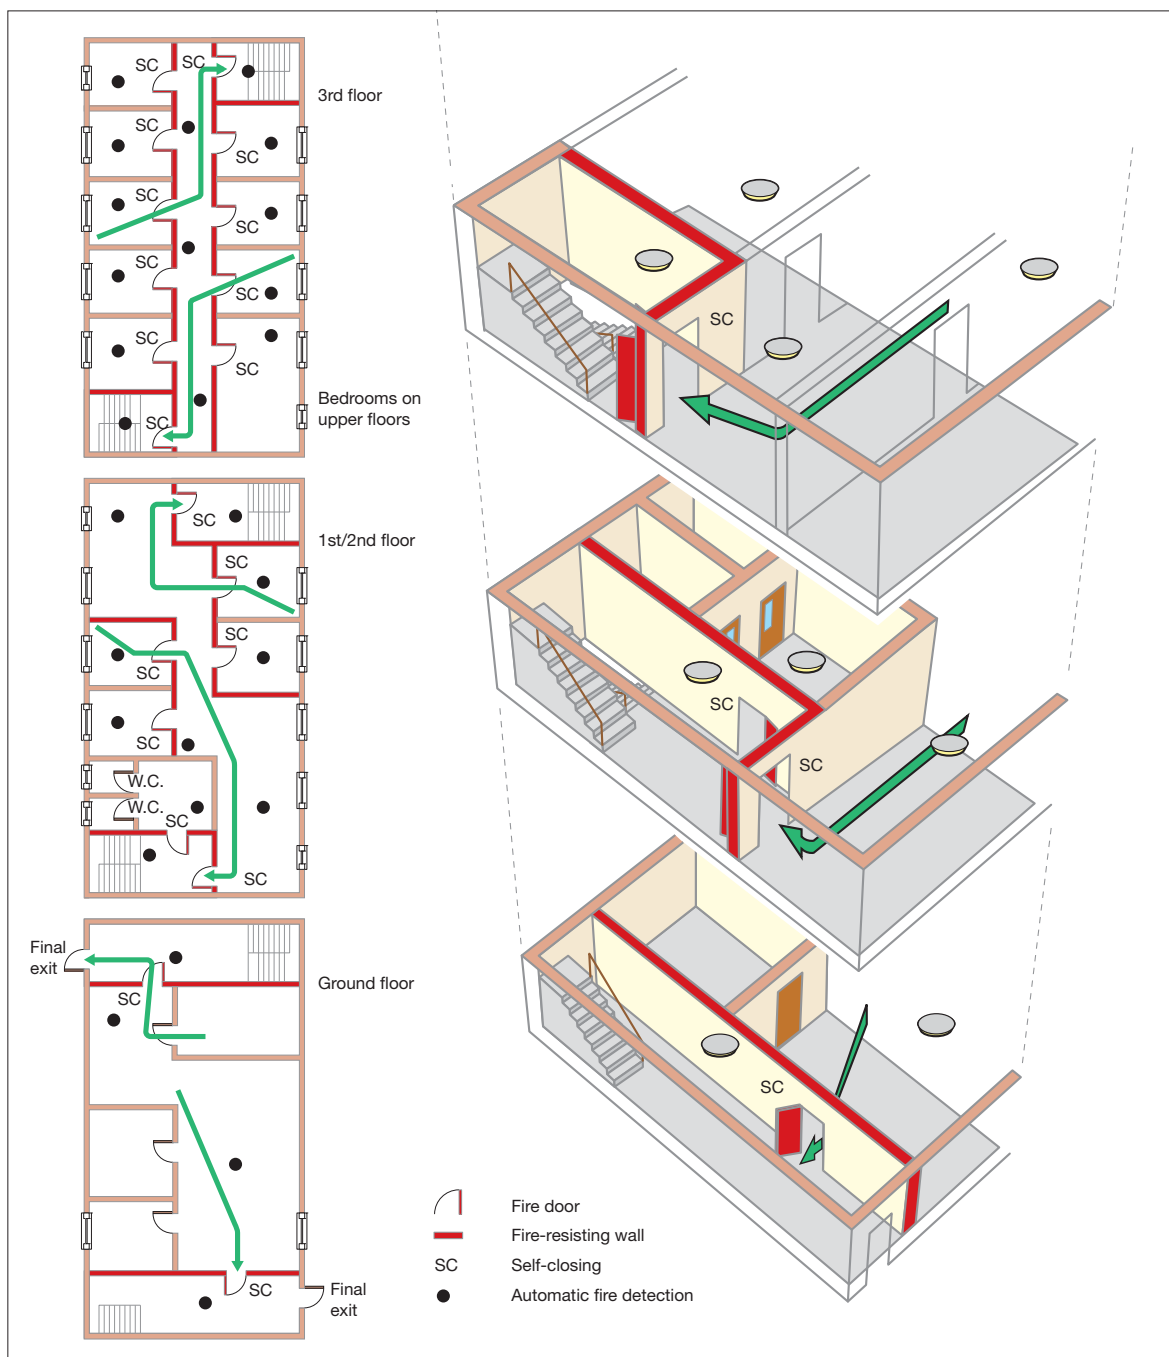 SC
SC
SC
3rd floor
SC
SC
SC
SC
SC
SC
SC
SC
SC
Bedrooms on
upper floors
SC
SC
1st/2nd floor
SC
SC
SC
SC
W.C.
W.C.
SC
SC
Final
exit
SC
Ground floor
SC
Final
exit
SC
SC
SC
SC
Fire door
Fire-resisting wall
SC
Self-closing
Automatic fire detection